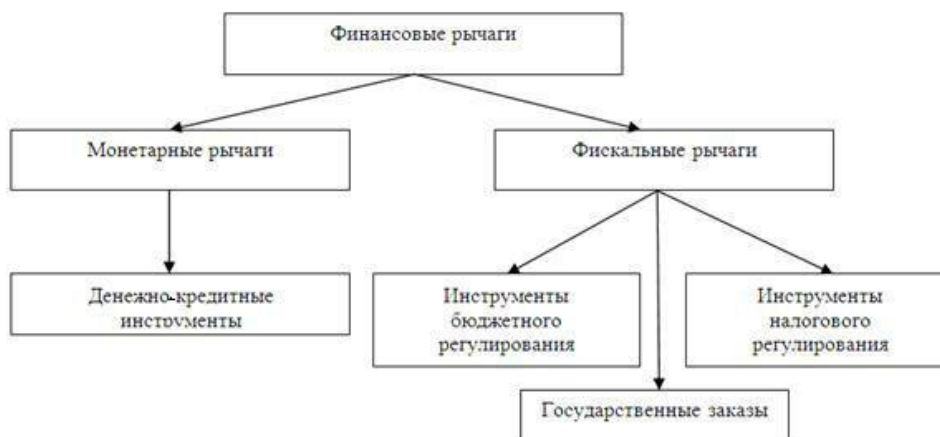 Финансовые рычаги
Монетарные рычаги
Фискальные рычаги
Денежно-кредитные
инструменты
Инструменты
бюджетного
регулирования
Инструменты
налогового
регулирования
Государственные заказы